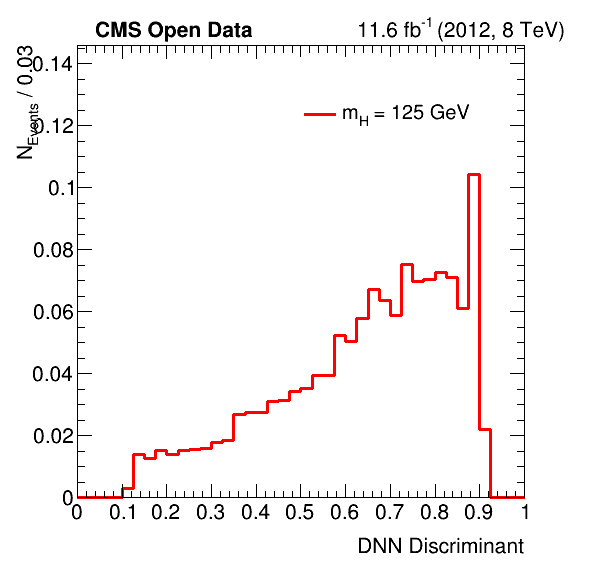 CMS Open Data
11.6 fb⁻¹ (2012, 8 TeV)
N_Events / 0.03
0.14
0.12
0.1
0.08
0.06
0.04
0.02
0
m_H = 125 GeV
0 0.1 0.2 0.3 0.4 0.5 0.6 0.7 0.8 0.9 1
DNN Discriminant